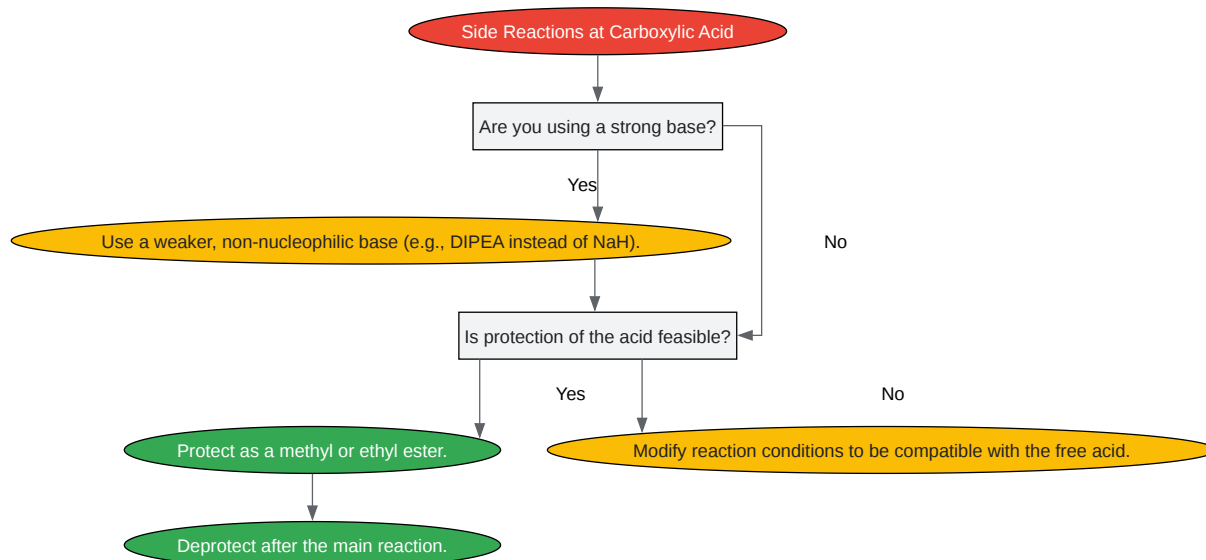 Side Reactions at Carboxylic Acid
Are you using a strong base?
Yes
Use a weaker, non-nucleophilic base (e.g., DIPEA instead of NaH).
No
Is protection of the acid feasible?
Yes
No
Protect as a methyl or ethyl ester.
Modify reaction conditions to be compatible with the free acid.
Deprotect after the main reaction.